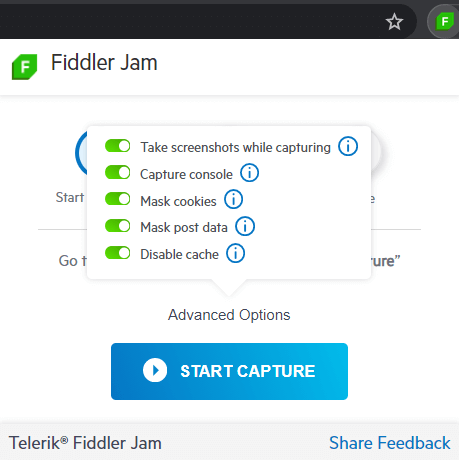 F
F Fiddler Jam
Take screenshots while capturing i
Capture console i
Start
Mask cookies i
Mask post data i
Go
Disable cache i
Advanced Options
START CAPTURE
Telerik® Fiddler Jam Share Feedback